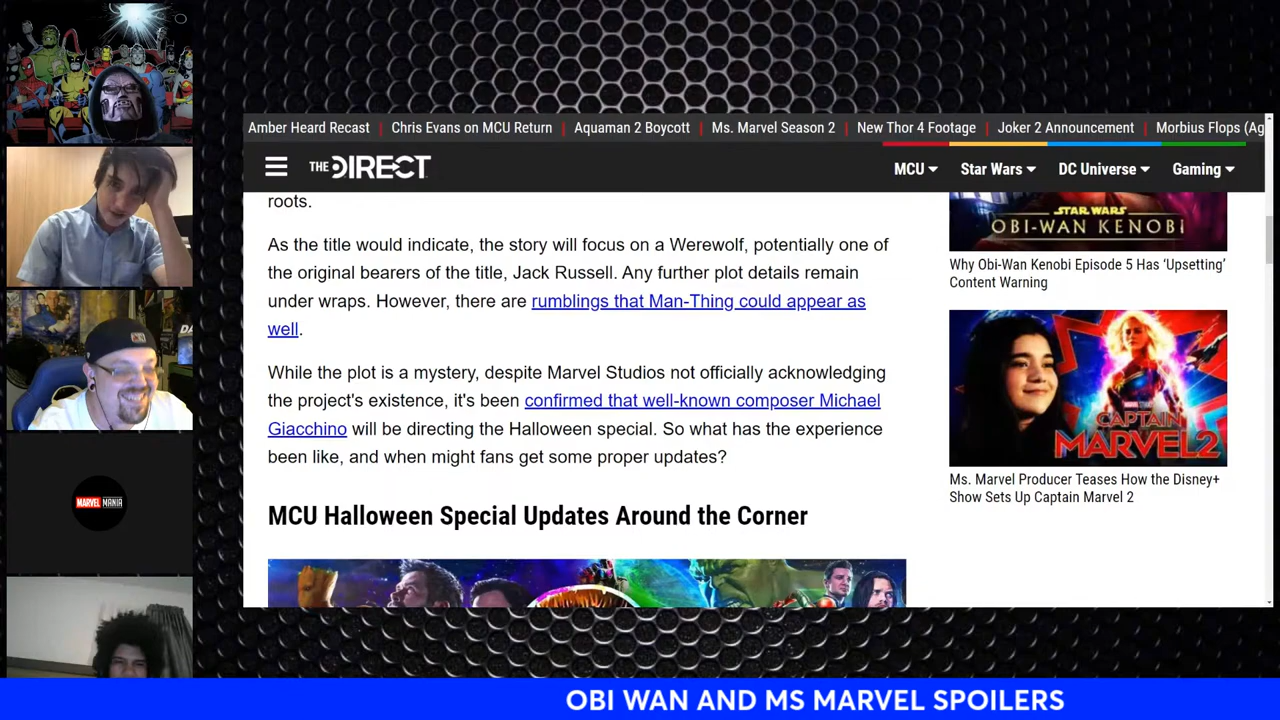 Amber Heard Recast | Chris Evans on MCU Return | Aquaman 2 Boycott | Ms. Marvel Season 2 | New Thor 4 Footage | Joker 2 Announcement | Morbius Flops (Ag
THE DIRECT
MCU Star Wars DC Universe Gaming
roots.
As the title would indicate, the story will focus on a Werewolf, potentially one of
the original bearers of the title, Jack Russell. Any further plot details remain
under wraps. However, there are rumblings that Man-Thing could appear as
well.
While the plot is a mystery, despite Marvel Studios not officially acknowledging
the project's existence, it's been confirmed that well-known composer Michael
Giacchino will be directing the Halloween special. So what has the experience
been like, and when might fans get some proper updates?
MCU Halloween Special Updates Around the Corner
STAR WARS
OBI-WAN KENOBI
Why Obi-Wan Kenobi Episode 5 Has ‘Upsetting’
Content Warning
CAPTAIN
MARVEL2
Ms. Marvel Producer Teases How the Disney+
Show Sets Up Captain Marvel 2
MARVEL MANIA
OBI WAN AND MS MARVEL SPOILERS